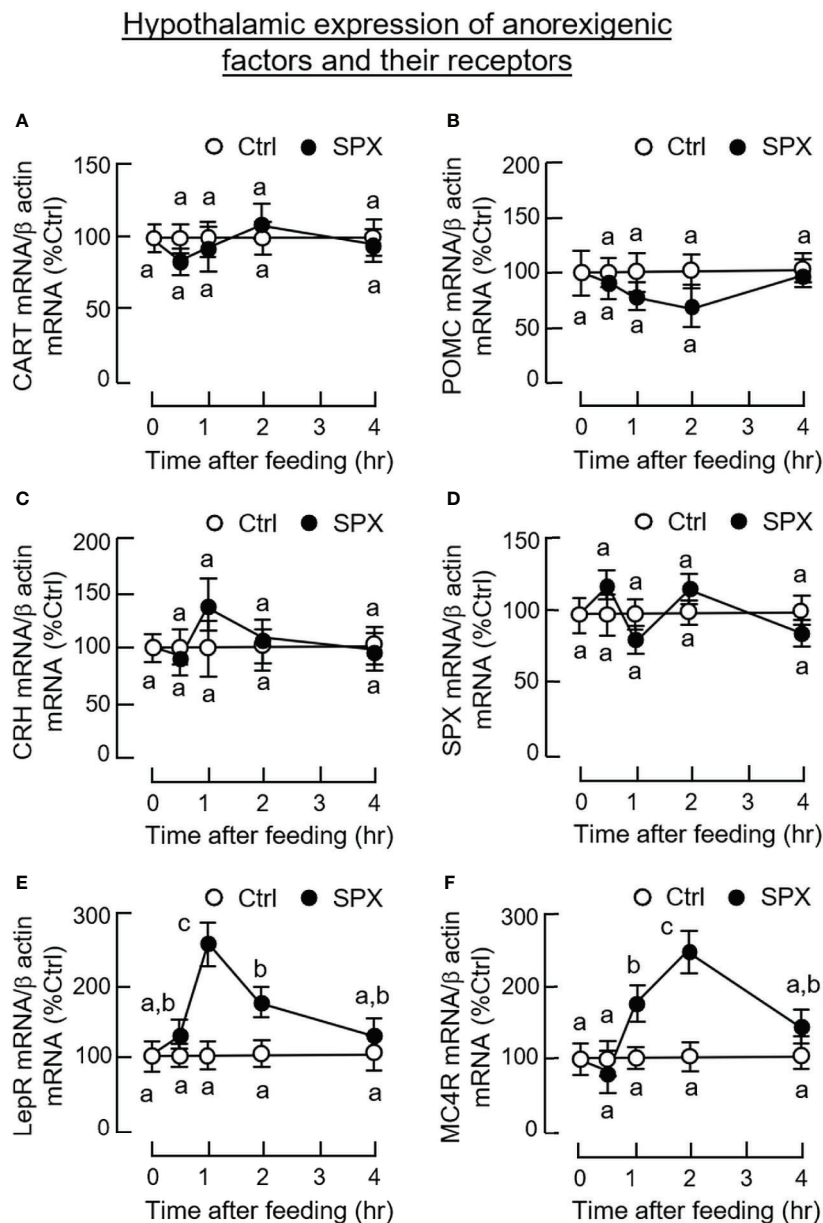 Hypothalamic expression of anorexigenic
factors and their receptors
A
Ctrl SPX
CART mRNA/β actin
mRNA (%Ctrl)
150
100
50
0
a a a a
a a a a
0 1 2 3 4
Time after feeding (hr)
B
Ctrl SPX
POMC mRNA/β actin
mRNA (%Ctrl)
200
150
100
50
0
a a a a
a a a
0 1 2 3 4
Time after feeding (hr)
C
Ctrl SPX
CRH mRNA/β actin
mRNA (%Ctrl)
200
150
100
50
0
a a a a
a a a a a
0 1 2 3 4
Time after feeding (hr)
D
Ctrl SPX
SPX mRNA/β actin
mRNA (%Ctrl)
150
100
50
0
a a a a
a a a a a
0 1 2 3 4
Time after feeding (hr)
E
Ctrl SPX
LepR mRNA/β actin
mRNA (%Ctrl)
300
200
100
0
a,b c b a,b
a a a a a
0 1 2 3 4
Time after feeding (hr)
F
Ctrl SPX
MC4R mRNA/β actin
mRNA (%Ctrl)
300
200
100
0
a a b c a,b
a a a a
0 1 2 3 4
Time after feeding (hr)